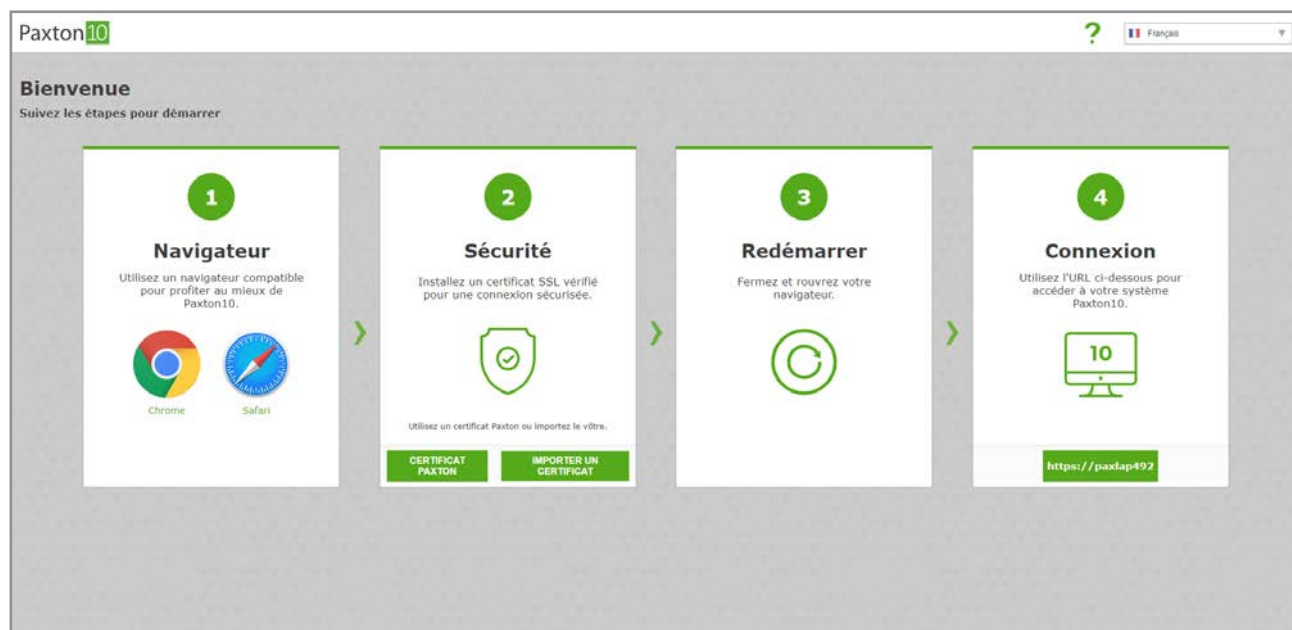 Paxton10
?
Français
Bienvenue
Suivez les étapes pour démarrer
1
Navigateur
Utilisez un navigateur compatible
pour profiter au mieux de
Paxton10.
Chrome
Safari
2
Sécurité
Installez un certificat SSL vérifié
pour une connexion sécurisée.
Utilisez un certificat Paxton ou importez le vôtre.
CERTIFICAT
PAXTON
IMPORTER UN
CERTIFICAT
3
Redémarrer
Fermez et rouvrez votre
navigateur.
4
Connexion
Utilisez l'URL ci-dessous pour
accéder à votre système
Paxton10.
10
https://paxlap492